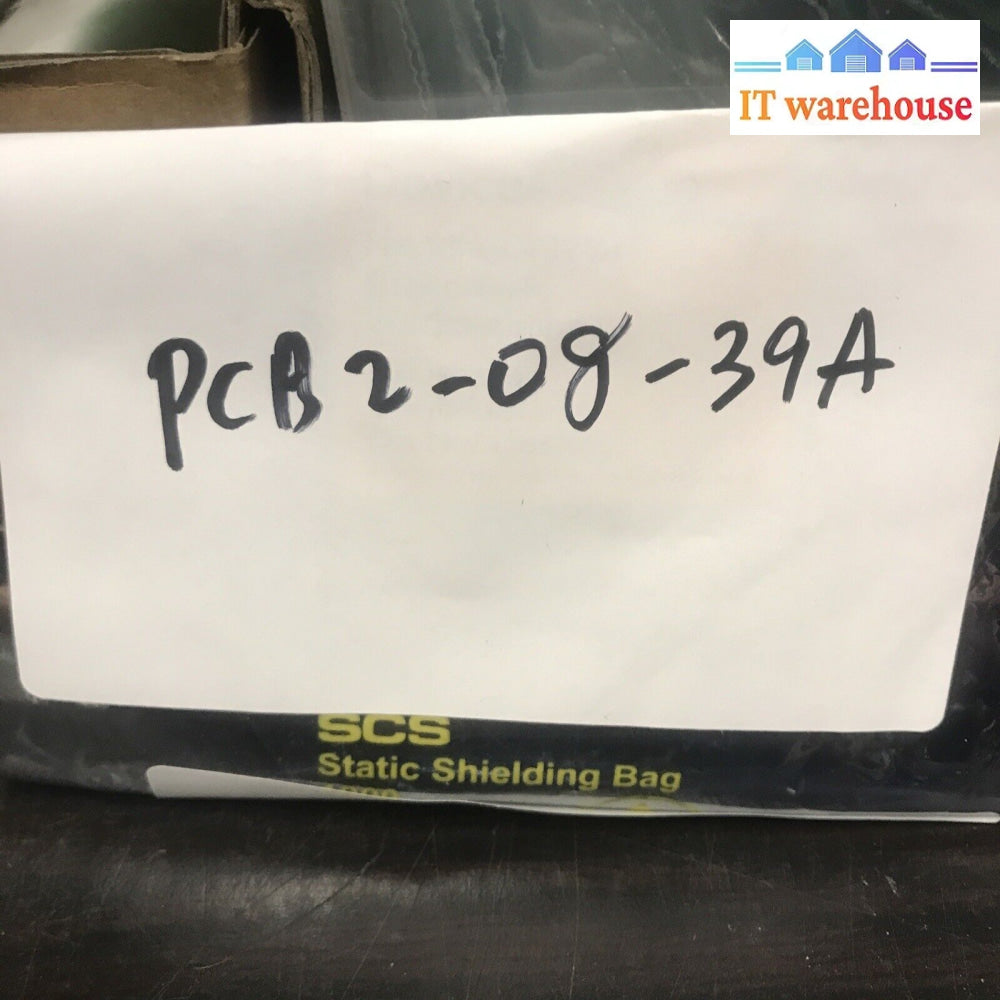 IT warehouse
PCB2-08-39A
SCS
Static Shielding Bag